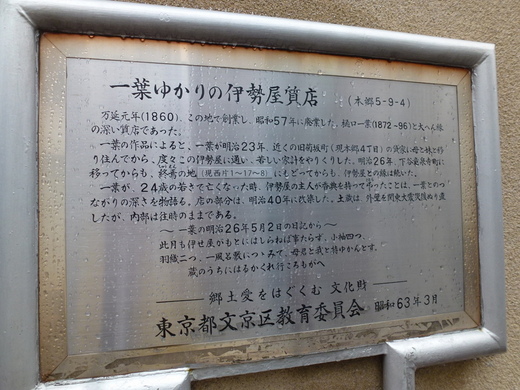 一葉ゆかりの伊勢屋質店 (本郷5-9-4)
万延元年(1860)、この地で創業し、昭和57年に廃業した。樋口一葉(1872~96)と大へん縁
の深い質店であった。
一葉の作品によると、一葉が明治23年、近くの旧菊坂町(現本郷4丁目)の貸家に母と妹と移
り住んでから、度々この伊勢屋に通い、苦しい家計をやりくりした。明治26年、下谷龍泉寺町に
移ってからも、終焉の地(現西片1~17~8)にもどってからも、伊勢屋との縁は続いた。
一葉が、24歳の若さで亡くなった時、伊勢屋の主人が香典を持って弔ったことは、一葉とのつ
ながりの深さを物語る。店の部分は、明治40年に改築した。土蔵は、外壁を関東大震災後ぬり直
したが、内部は往時のままである。
~一葉の明治26年5月2日の日記から~
此月も伊せ屋がもとにはしらねば事たらず、小袖四つ、
羽織二つ、一風呂敷につゝみて、母君と我と持ゆかんとす。
蔵のうちにはるかくれ行ころもがへ
郷土愛をはぐくむ 文化財
東京都文京区教育委員会 昭和63年3月